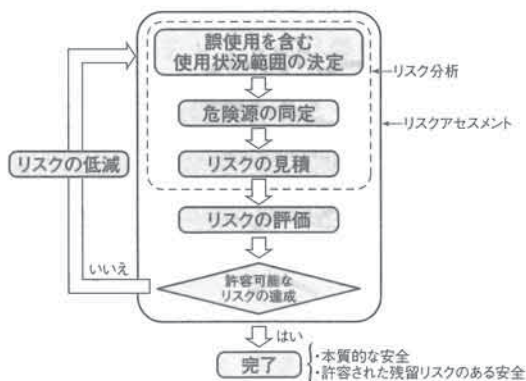 誤使用を含む
使用状況範囲の決定
リスク分析
危険源の同定
リスクアセスメント
リスクの低減
リスクの見積
リスクの評価
いいえ
許容可能な
リスクの達成
はい
完了
・本質的な安全
・許容された残留リスクのある安全